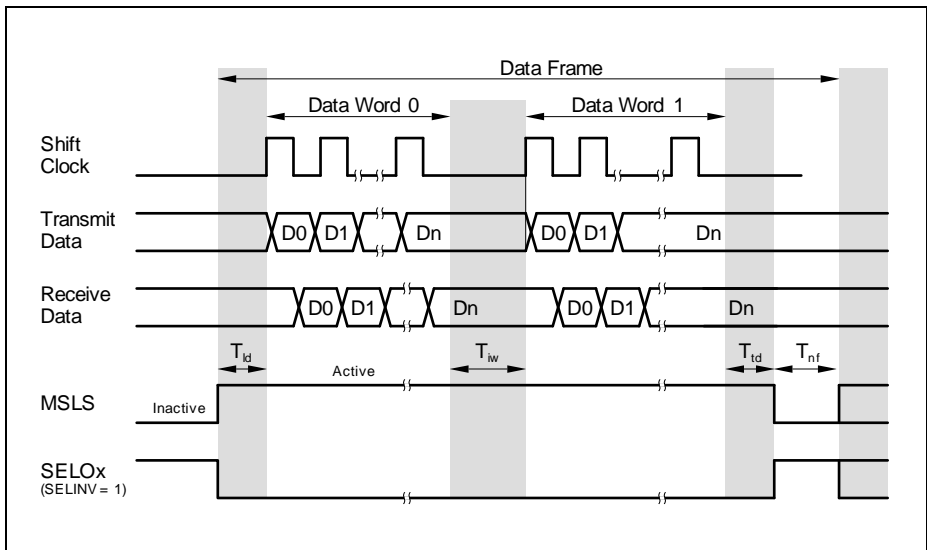 Data Frame
Data Word 0
Data Word 1
Shift
Clock
Transmit
Data
D0
D1
Dn
D0
D1
Dn
Receive
Data
D0
D1
Dn
D0
D1
Dn
Tld
Active
Tiw
Ttd
Tnf
MSLS
Inactive
SELOx
(SELINV = 1)